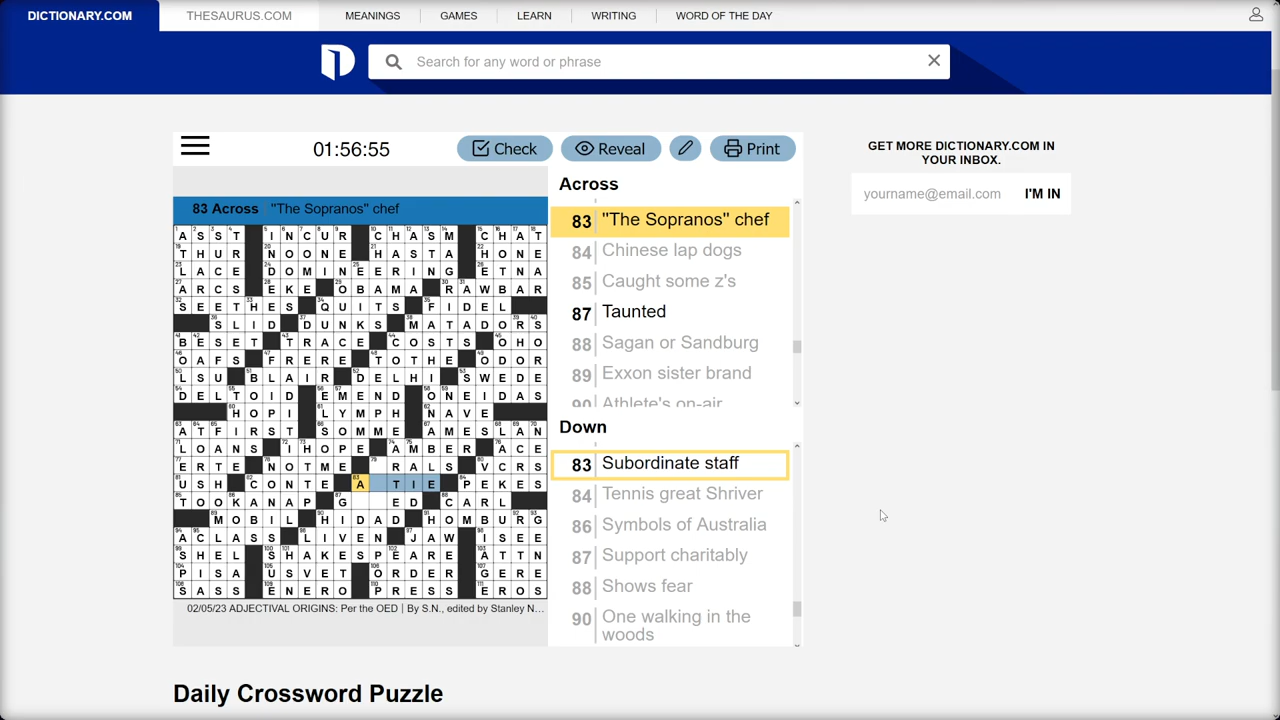 DICTIONARY.COM
THESAURUS.COM
MEANINGS
GAMES
LEARN
WRITING
WORD OF THE DAY
Search for any word or phrase
01:56:55
Check
Reveal
Print
83 Across "The Sopranos" chef
A S S T I N C U R C H A S M C H A T
T H U R N O O N E H A S T A H O N E
L A C E D O M I N E E R I N G E T N A
A R C S E K E O B A M A R A W B A R
S E E T H E S Q U I T S F I D E L
S L I D D U N K S M A T A D O R S
B E S E T T R A C E C O S T S O H O
O A F S F R E R E T O T H E O D O R
L S U B L A I R D E L H I S W E D E
D E L T O I D E M E N D O N E I D A S
H O P I L Y M P H N A V E
A T F I R S T S O M M E A M E S L A N
L O A N S I H O P E A M B E R A C E
E R T E N O T M E R A L S V C R S
U S H C O N T E A T I E P E K E S
T O O K A N A P G E D C A R L
M O B I L H I D A D H O M B U R G
A C L A S S L I V E N J A W I S E E
S H E L S H A K E S P E A R E A T T N
P I S A U S V E T O R D E R G E R E
S A S S E N E R O P R E S S E R O S
02/05/23 ADJECTIVAL ORIGINS: Per the OED | By S.N., edited by Stanley N...
Across
83 "The Sopranos" chef
84 Chinese lap dogs
85 Caught some z's
87 Taunted
88 Sagan or Sandburg
89 Exxon sister brand
90 Athlete's on-air
Down
83 Subordinate staff
84 Tennis great Shriver
86 Symbols of Australia
87 Support charitably
88 Shows fear
90 One walking in the
woods
GET MORE DICTIONARY.COM IN
YOUR INBOX.
yourname@email.com
I'M IN
Daily Crossword Puzzle